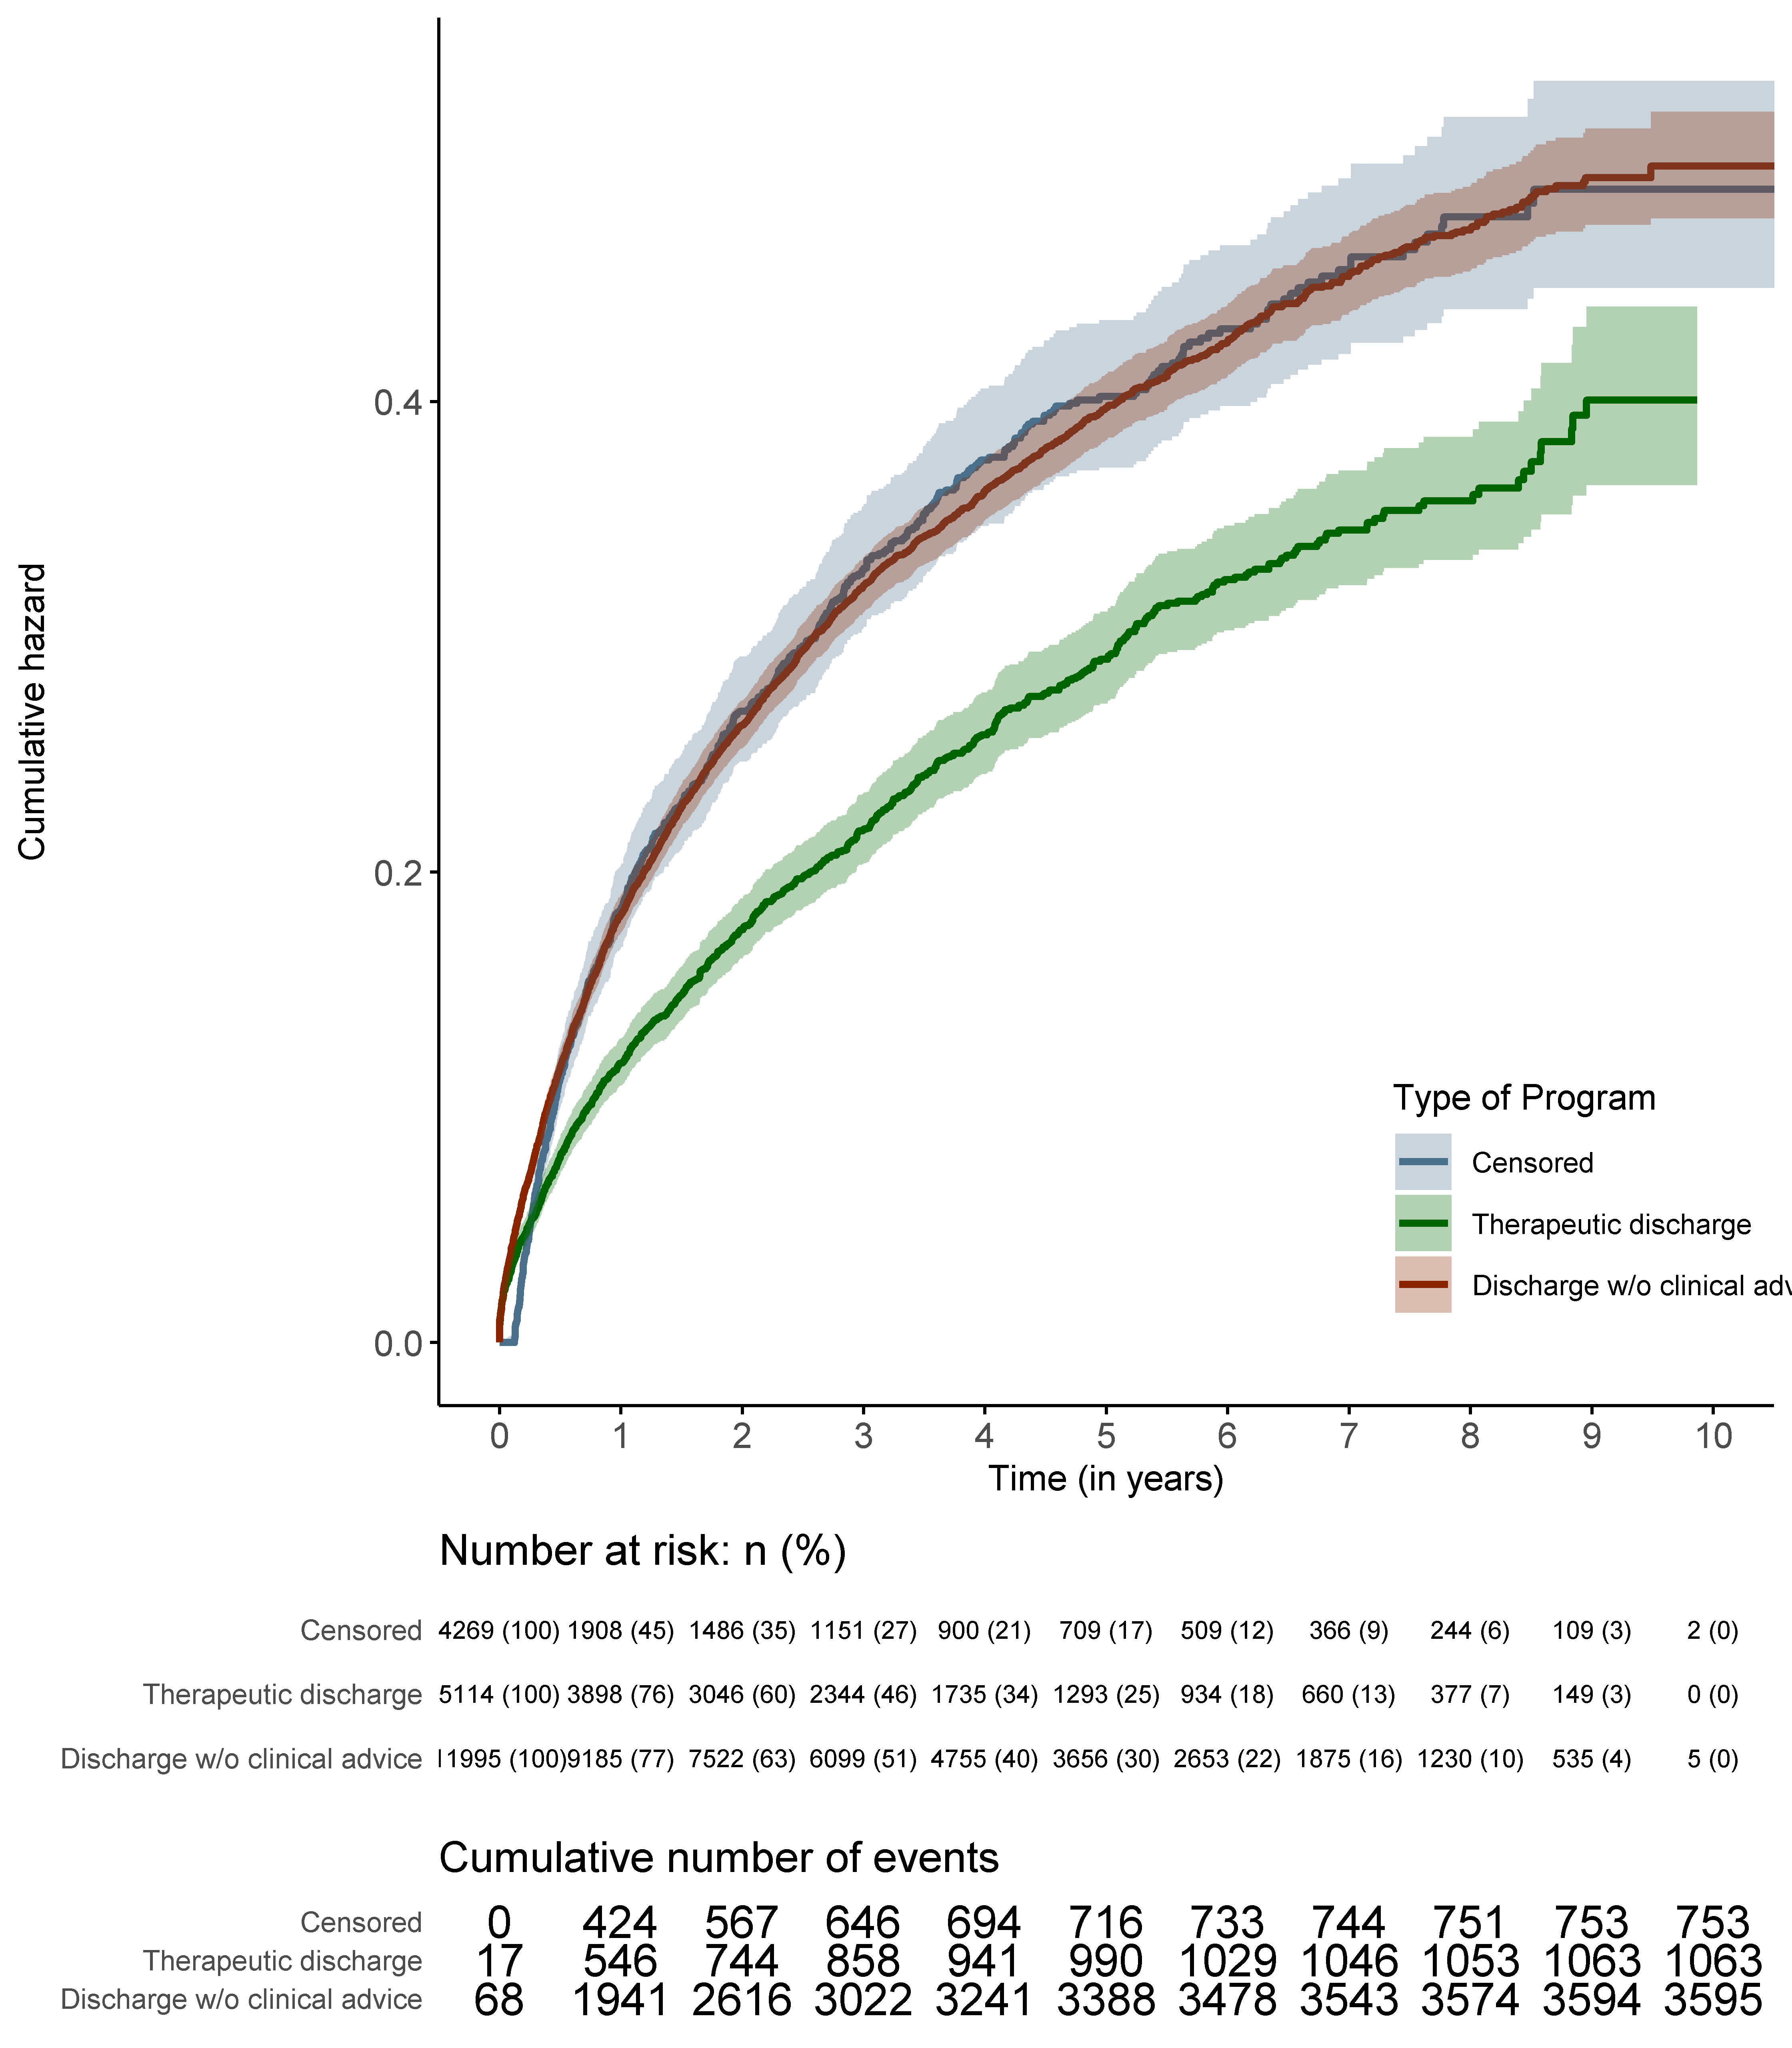 Cumulative hazard
0.4
0.2
0.0
Type of Program
Censored
Therapeutic discharge
Discharge w/o clinical adv
0 1 2 3 4 5 6 7 8 9 10
Time (in years)
Number at risk: n (%)
Censored 4269 (100) 1908 (45) 1486 (35) 1151 (27) 900 (21) 709 (17) 509 (12) 366 (9) 244 (6) 109 (3) 2 (0)
Therapeutic discharge 5114 (100) 3898 (76) 3046 (60) 2344 (46) 1735 (34) 1293 (25) 934 (18) 660 (13) 377 (7) 149 (3) 0 (0)
Discharge w/o clinical advice 11995 (100) 9185 (77) 7522 (63) 6099 (51) 4755 (40) 3656 (30) 2653 (22) 1875 (16) 1230 (10) 535 (4) 5 (0)
Cumulative number of events
Censored 0 424 567 646 694 716 733 744 751 753 753
Therapeutic discharge 17 546 744 858 941 990 1029 1046 1053 1063 1063
Discharge w/o clinical advice 68 1941 2616 3022 3241 3388 3478 3543 3574 3594 3595